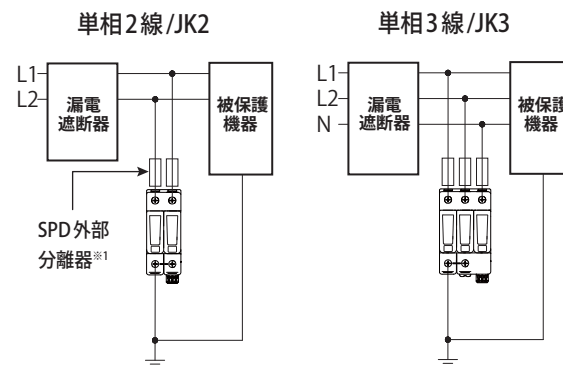 単相2線/JK2
L1
L2
漏電
遮断器
被保護
機器
SPD外部
分離器※1
単相3線/JK3
L1
L2
N
漏電
遮断器
被保護
機器